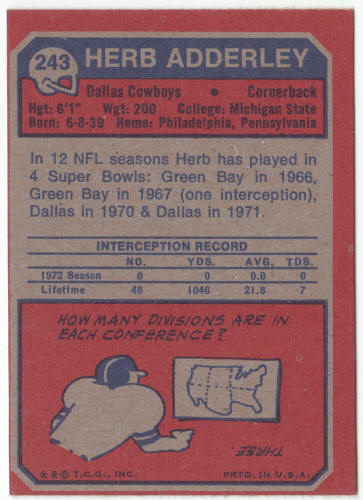 243 HERB ADDERLEY
Dallas Cowboys • Cornerback
Hgt: 6'1" Wgt: 200 College: Michigan State
Born: 6-8-39 Home: Philadelphia, Pennsylvania
In 12 NFL seasons Herb has played in
4 Super Bowls: Green Bay in 1966,
Green Bay in 1967 (one interception),
Dallas in 1970 & Dallas in 1971.
INTERCEPTION RECORD
NO. YDS. AVG. TDS.
1972 Season 0 0 0.0 0
Lifetime 48 1046 21.8 7
HOW MANY DIVISIONS ARE IN
EACH CONFERENCE?
THREE.
**© T.C.G., INC. PRTD. IN U.S.A.